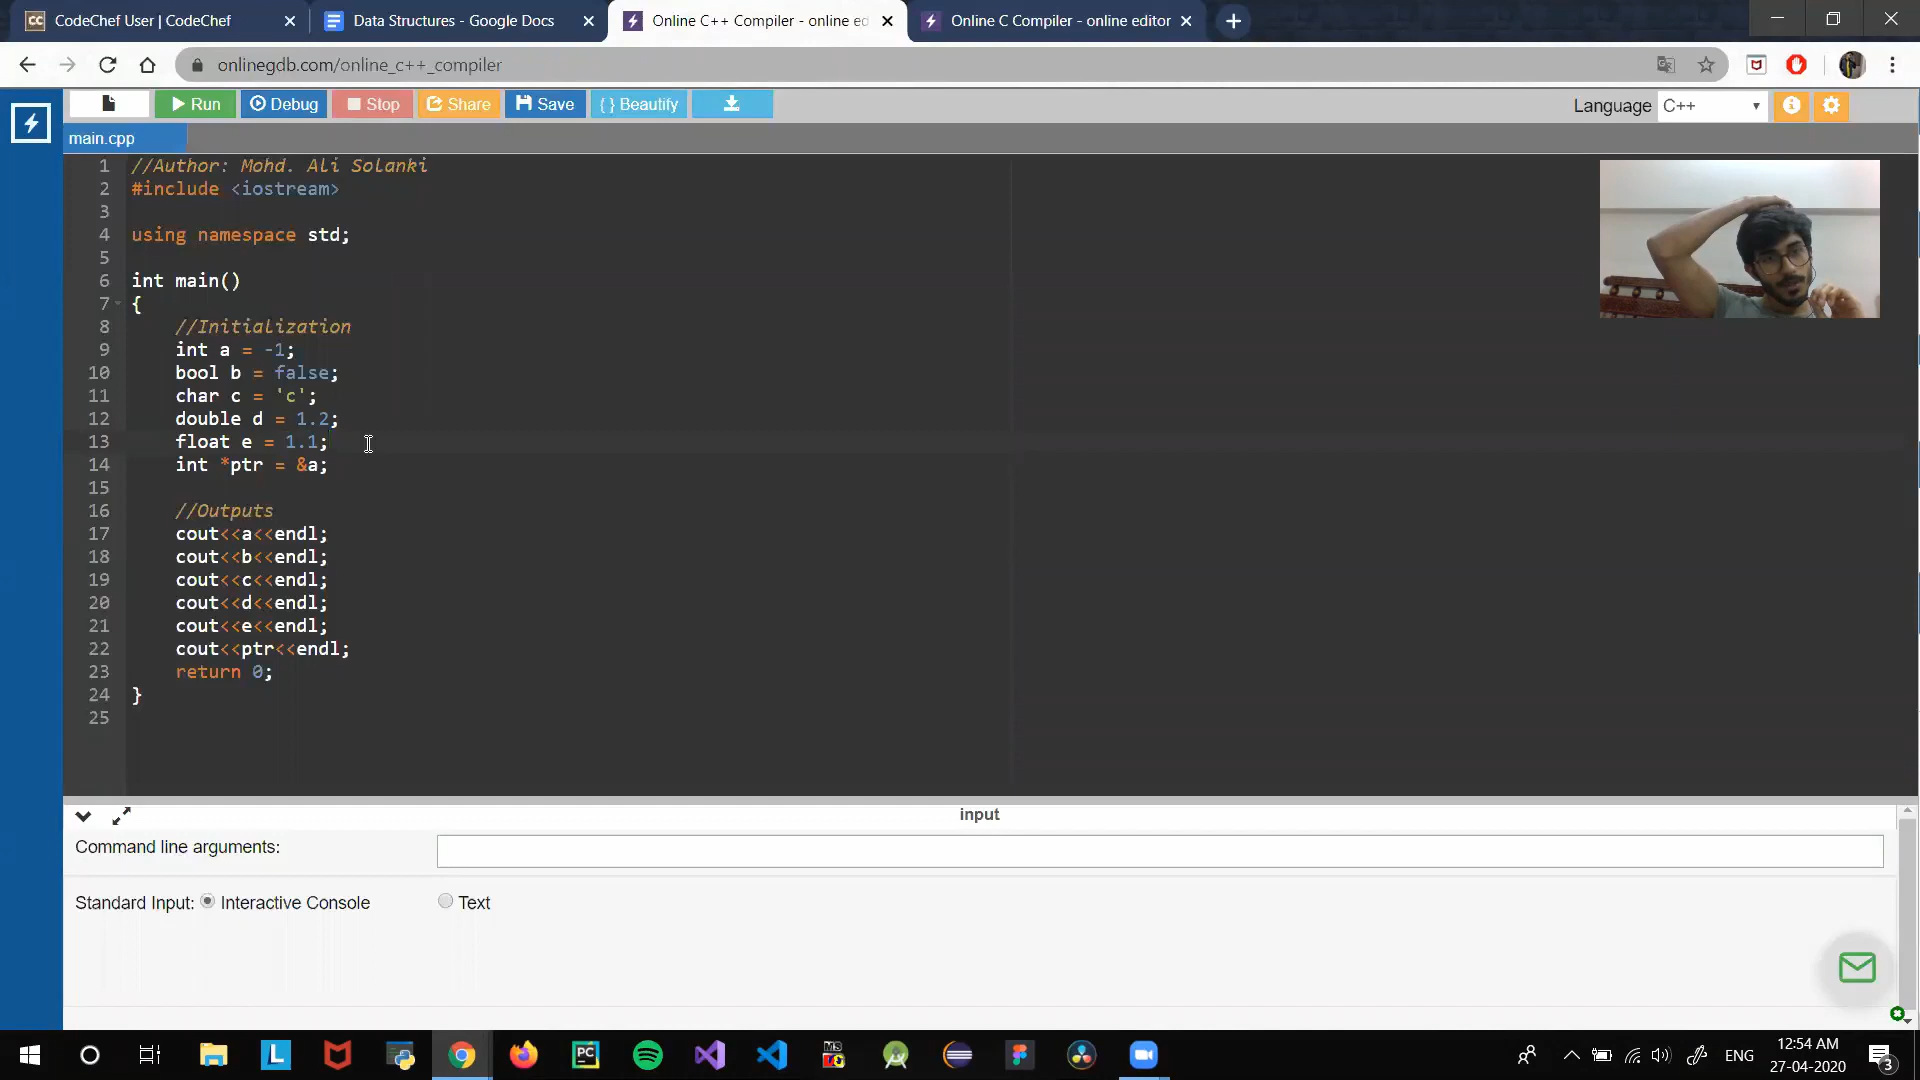 CodeChef User | CodeChef
Data Structures - Google Docs
Online C++ Compiler - online ed
Online C Compiler - online editor
onlinegdb.com/online_c++_compiler
Run Debug Stop Share Save { } Beautify
Language C++
main.cpp
1 //Author: Mohd. Ali Solanki
2 #include <iostream>
3
4 using namespace std;
5
6 int main()
7 {
8 //Initialization
9 int a = -1;
10 bool b = false;
11 char c = 'c';
12 double d = 1.2;
13 float e = 1.1;
14 int *ptr = &a;
15
16 //Outputs
17 cout<<a<<endl;
18 cout<<b<<endl;
19 cout<<c<<endl;
20 cout<<d<<endl;
21 cout<<e<<endl;
22 cout<<ptr<<endl;
23 return 0;
24 }
25
input
Command line arguments:
Standard Input: Interactive Console Text
ENG
12:54 AM
27-04-2020
3